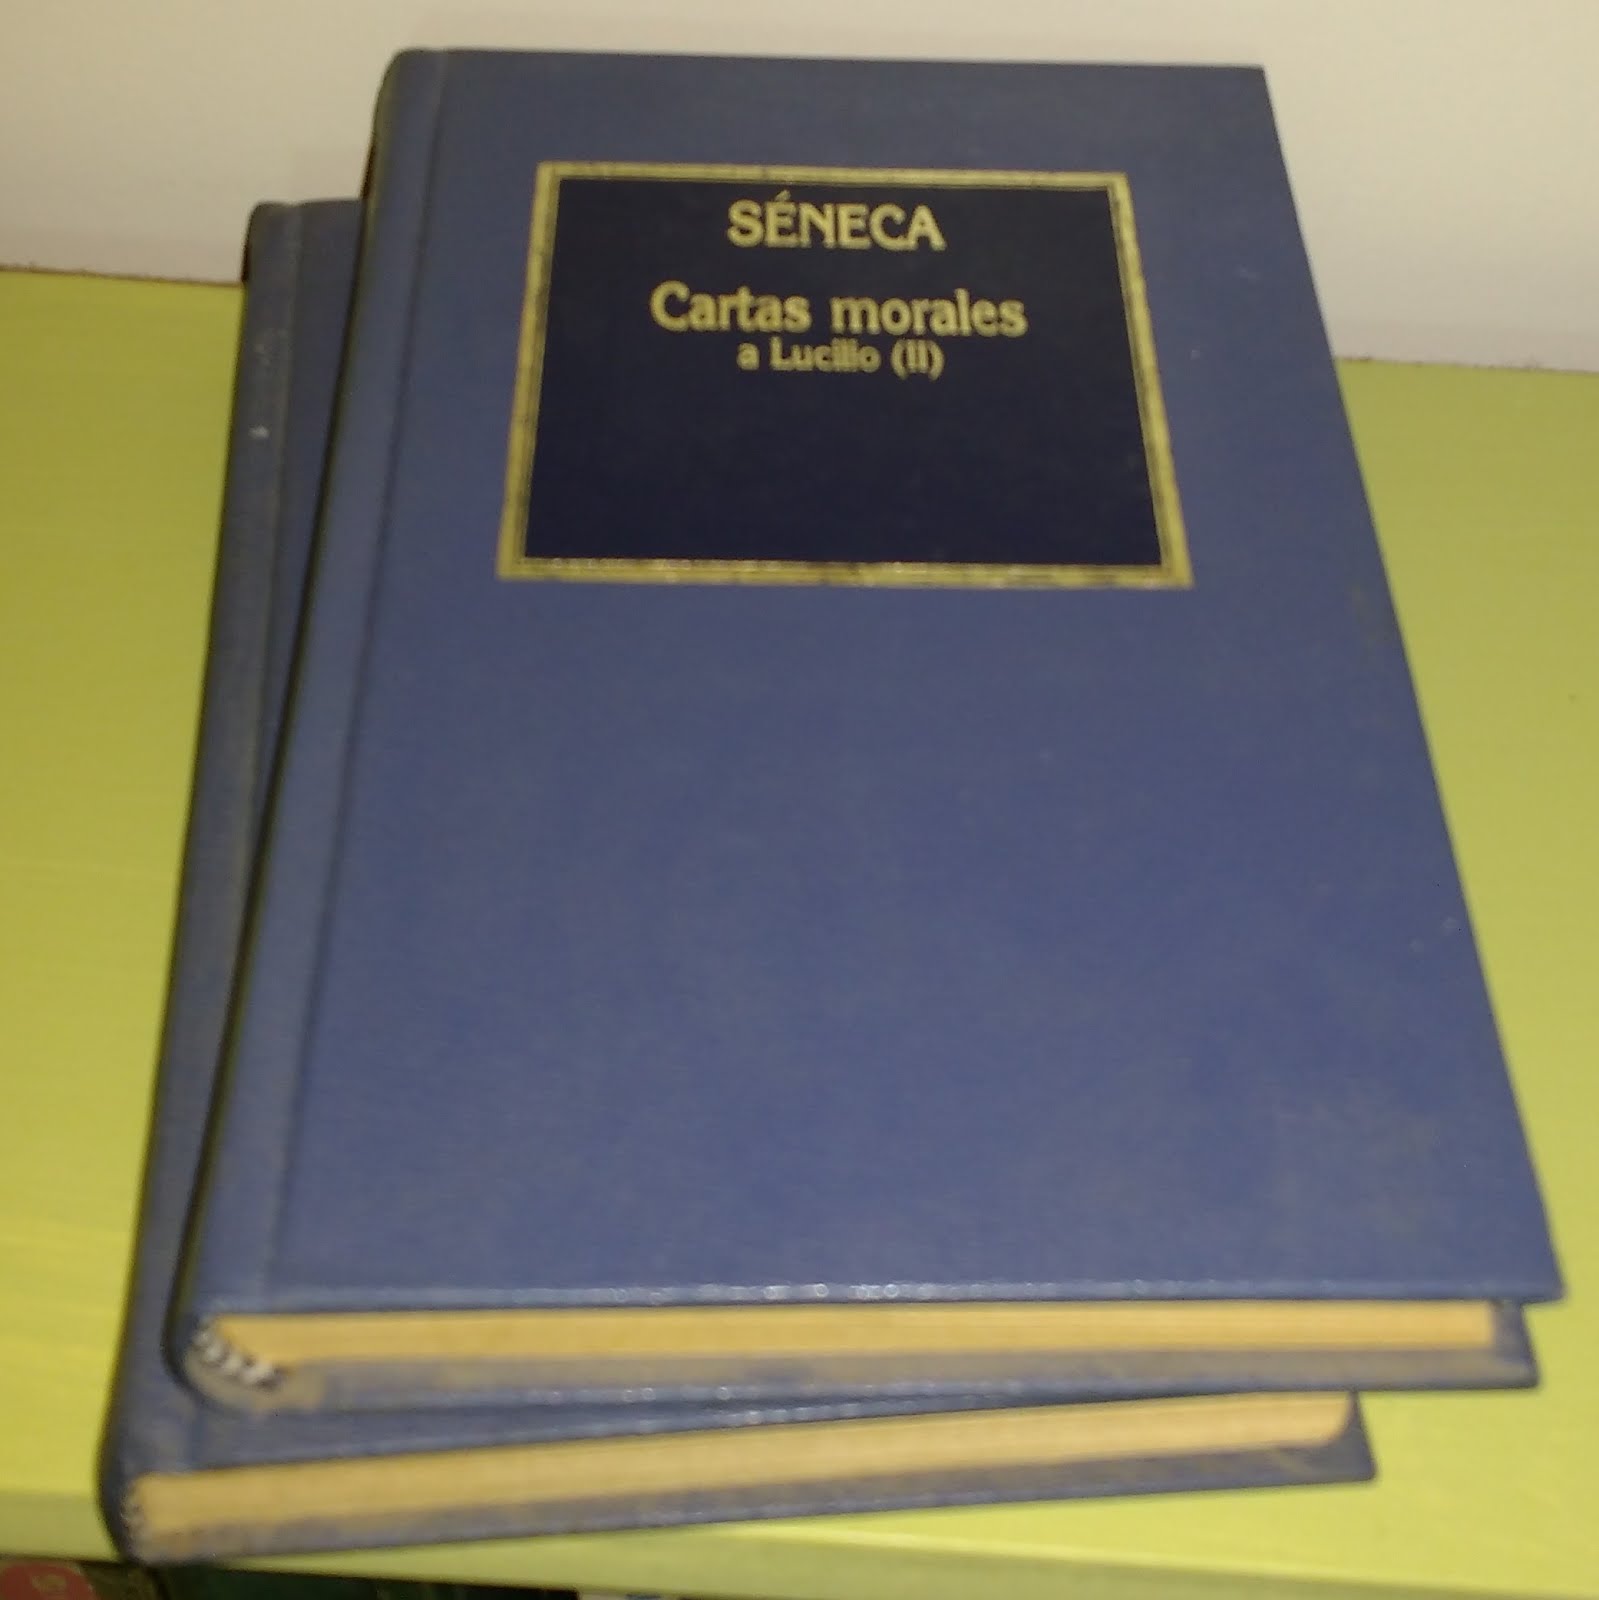 SÉNECA
Cartas morales
a Lucilio (II)